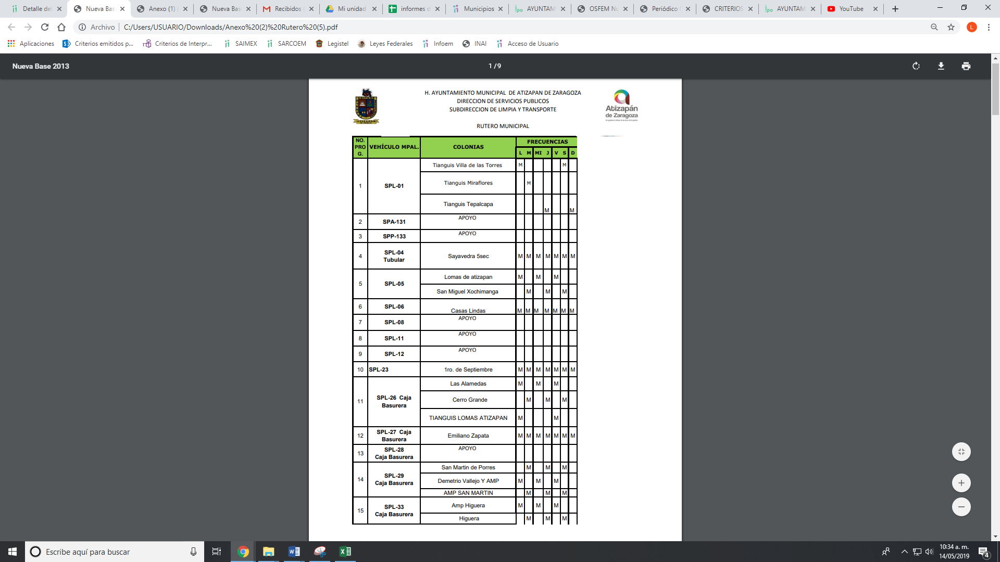 Detalle del
Nueva Bas
Anexo (1)
Nueva Bas
Recibidos
Mi unidad
informes d
Municipios
AYUNTAM
OSFEM No
Periódico
CRITERIOS
AYUNTAM
YouTube
Archivo | C:/Users/USUARIO/Downloads/Anexo%20(2)%20Rutero%20(5).pdf
L
Aplicaciones
Criterios emitidos p...
Criterios de Interpr...
SAIMEX
SARCOEM
Legistel
Leyes Federales
Infoem
INAI
Acceso de Usuario
Nueva Base 2013
1 / 9
H. AYUNTAMIENTO MUNICIPAL DE ATIZAPAN DE ZARAGOZA
DIRECCION DE SERVICIOS PUBLICOS
SUBDIRECCION DE LIMPIA Y TRANSPORTE
RUTERO MUNICIPAL
ATIZAPAN
Atizapán
de Zaragoza
NO. PROG. VEHÍCULO MPAL. COLONIAS FRECUENCIAS
L M MI J V S D
1 SPL-01 Tianguis Villa de las Torres M M
Tianguis Miraflores M
Tianguis Tepalcapa M M
2 SPA-131 APOYO
3 SPP-133 APOYO
4 SPL-04 Tubular Sayavedra 5sec M M M M M M M
5 SPL-05 Lomas de atizapan M M M
San Miguel Xochimanga M M M
6 SPL-06 Casas Lindas M M M M M M M
7 SPL-08 APOYO
8 SPL-11 APOYO
9 SPL-12 APOYO
10 SPL-23 1ro. de Septiembre M M M M M M M
11 SPL-26 Caja Basurera Las Alamedas M M M
Cerro Grande M M M
TIANGUIS LOMAS ATIZAPAN M M
12 SPL-27 Caja Basurera Emiliano Zapata M M M M M M M
13 SPL-28 Caja Basurera APOYO
14 SPL-29 Caja Basurera San Martin de Porres M M M
Demetrio Vallejo Y AMP M M M
AMP SAN MARTIN M M M
15 SPL-33 Caja Basurera Amp Higuera M M M
Higuera M M M
Escribe aquí para buscar
10:34 a. m.
14/05/2019
4